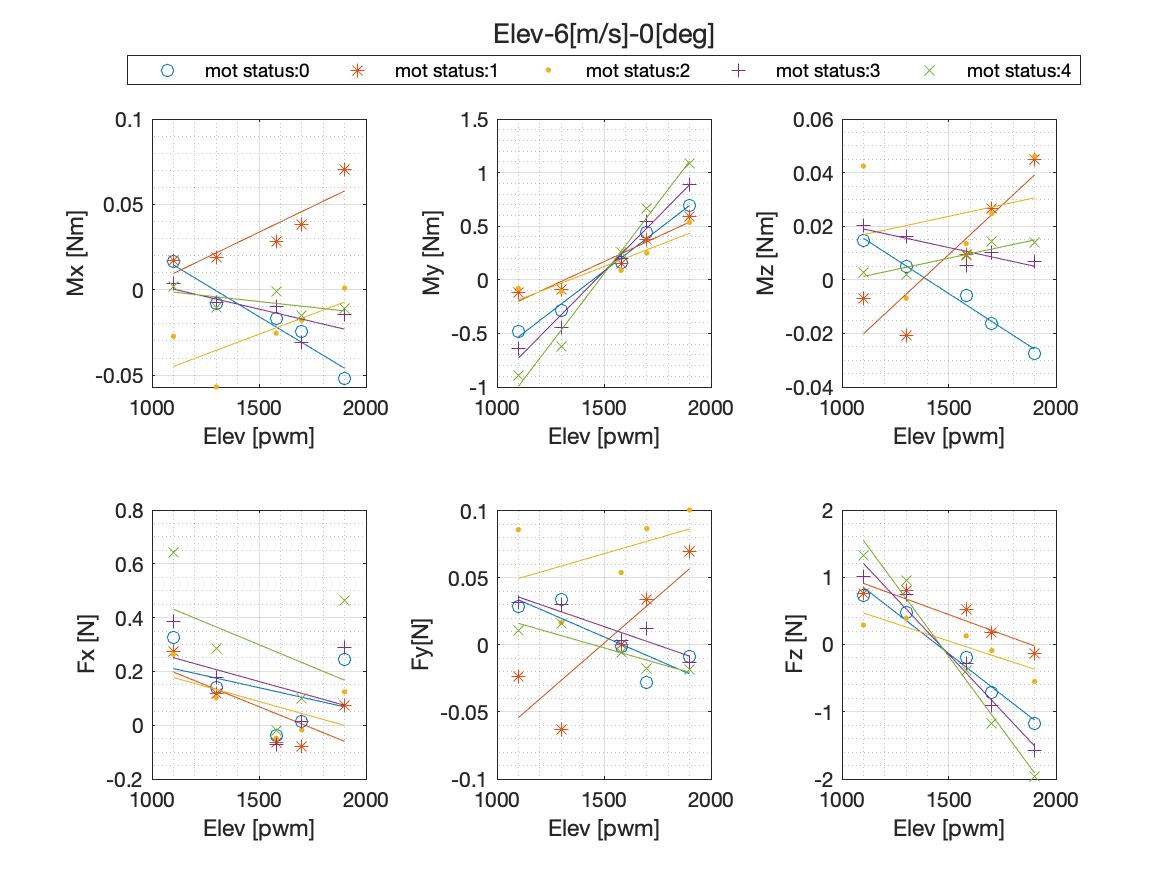 Elev-6[m/s]-0[deg]
mot status:0 mot status:1 mot status:2 mot status:3 mot status:4
0.1
0.05
0
-0.05
Mx [Nm]
1000 1500 2000
Elev [pwm]
1.5
1
0.5
0
-0.5
-1
My [Nm]
1000 1500 2000
Elev [pwm]
0.06
0.04
0.02
0
-0.02
-0.04
Mz [Nm]
1000 1500 2000
Elev [pwm]
0.8
0.6
0.4
0.2
0
-0.2
Fx [N]
1000 1500 2000
Elev [pwm]
0.1
0.05
0
-0.05
-0.1
Fy[N]
1000 1500 2000
Elev [pwm]
2
1
0
-1
-2
Fz [N]
1000 1500 2000
Elev [pwm]